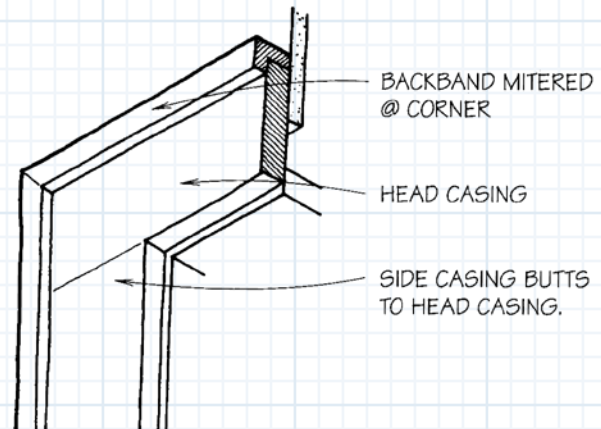 BACKBAND MITERED
@ CORNER
HEAD CASING
SIDE CASING BUTTS
TO HEAD CASING.